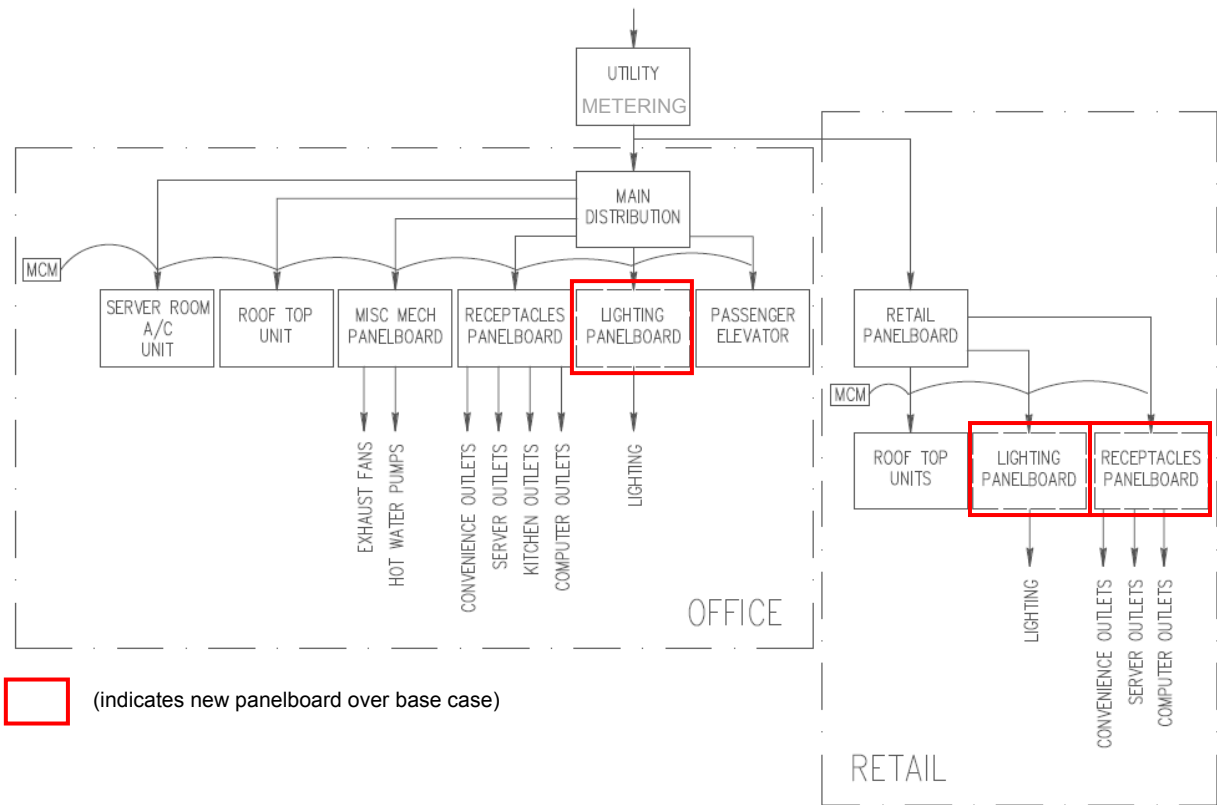 UTILITY
METERING
MAIN
DISTRIBUTION
MCM
SERVER ROOM
A/C
UNIT
ROOF TOP
UNIT
MISC MECH
PANELBOARD
RECEPTACLES
PANELBOARD
LIGHTING
PANELBOARD
PASSENGER
ELEVATOR
EXHAUST FANS
HOT WATER PUMPS
CONVENIENCE OUTLETS
SERVER OUTLETS
KITCHEN OUTLETS
COMPUTER OUTLETS
LIGHTING
OFFICE
RETAIL
PANELBOARD
MCM
ROOF TOP
UNITS
LIGHTING
PANELBOARD
RECEPTACLES
PANELBOARD
LIGHTING
CONVENIENCE OUTLETS
SERVER OUTLETS
COMPUTER OUTLETS
RETAIL
(indicates new panelboard over base case)